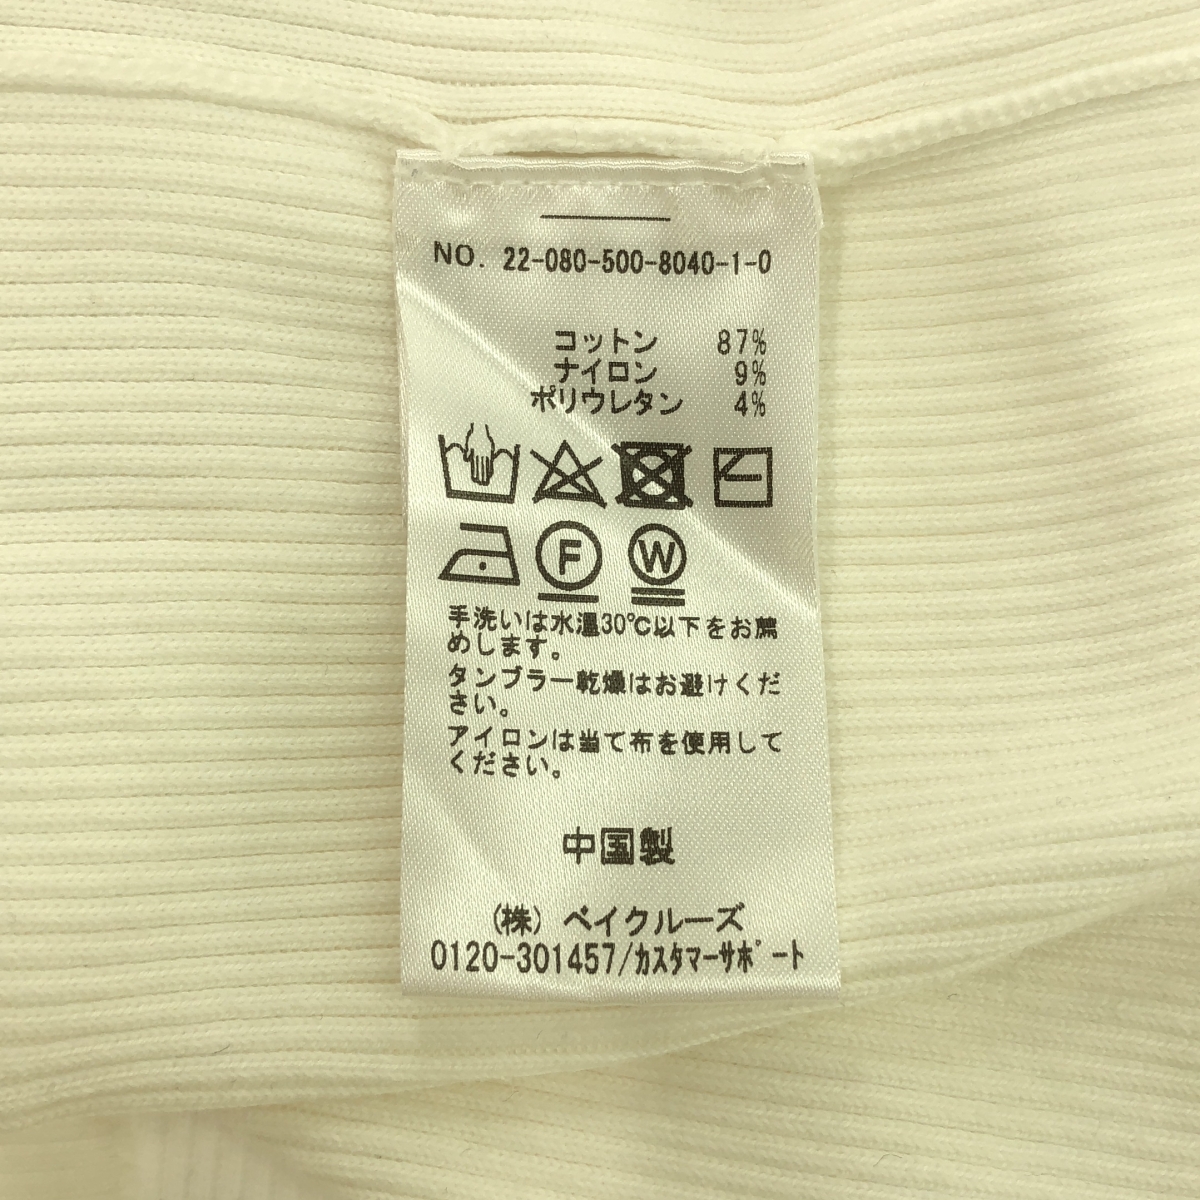 NO. 22-080-500-8040-1-0
コットン 87%
ナイロン 9%
ポリウレタン 4%
F W
手洗いは水温30℃以下をお薦
めします。
タンブラー乾燥はお避けくだ
さい。
アイロンは当て布を使用して
ください。
中国製
(株) ベイクルーズ
0120-301457/カスタマーサポート